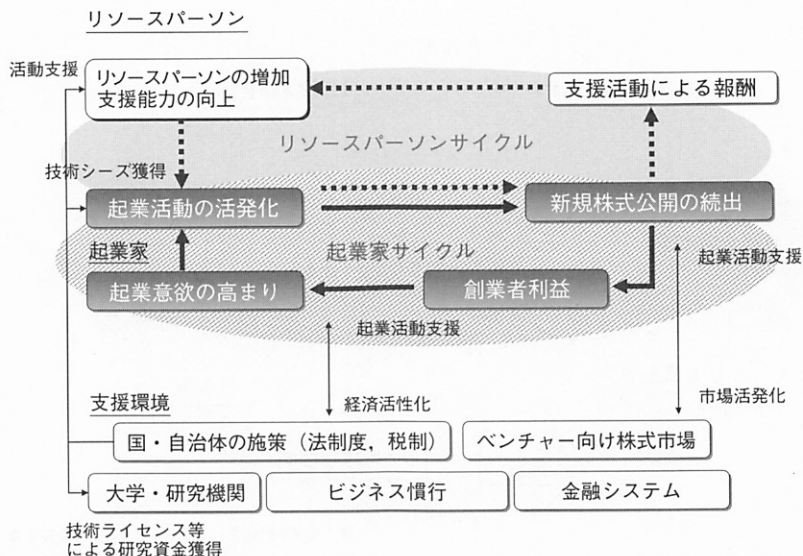 リソースパーソン
活動支援
リソースパーソンの増加
支援能力の向上
支援活動による報酬
リソースパーソンサイクル
技術シーズ獲得
起業活動の活発化
新規株式公開の続出
起業家
起業家サイクル
起業活動支援
起業意欲の高まり
創業者利益
起業活動支援
支援環境
経済活性化
市場活発化
国・自治体の施策（法制度，税制）
ベンチャー向け株式市場
大学・研究機関
ビジネス慣行
金融システム
技術ライセンス等
による研究資金獲得